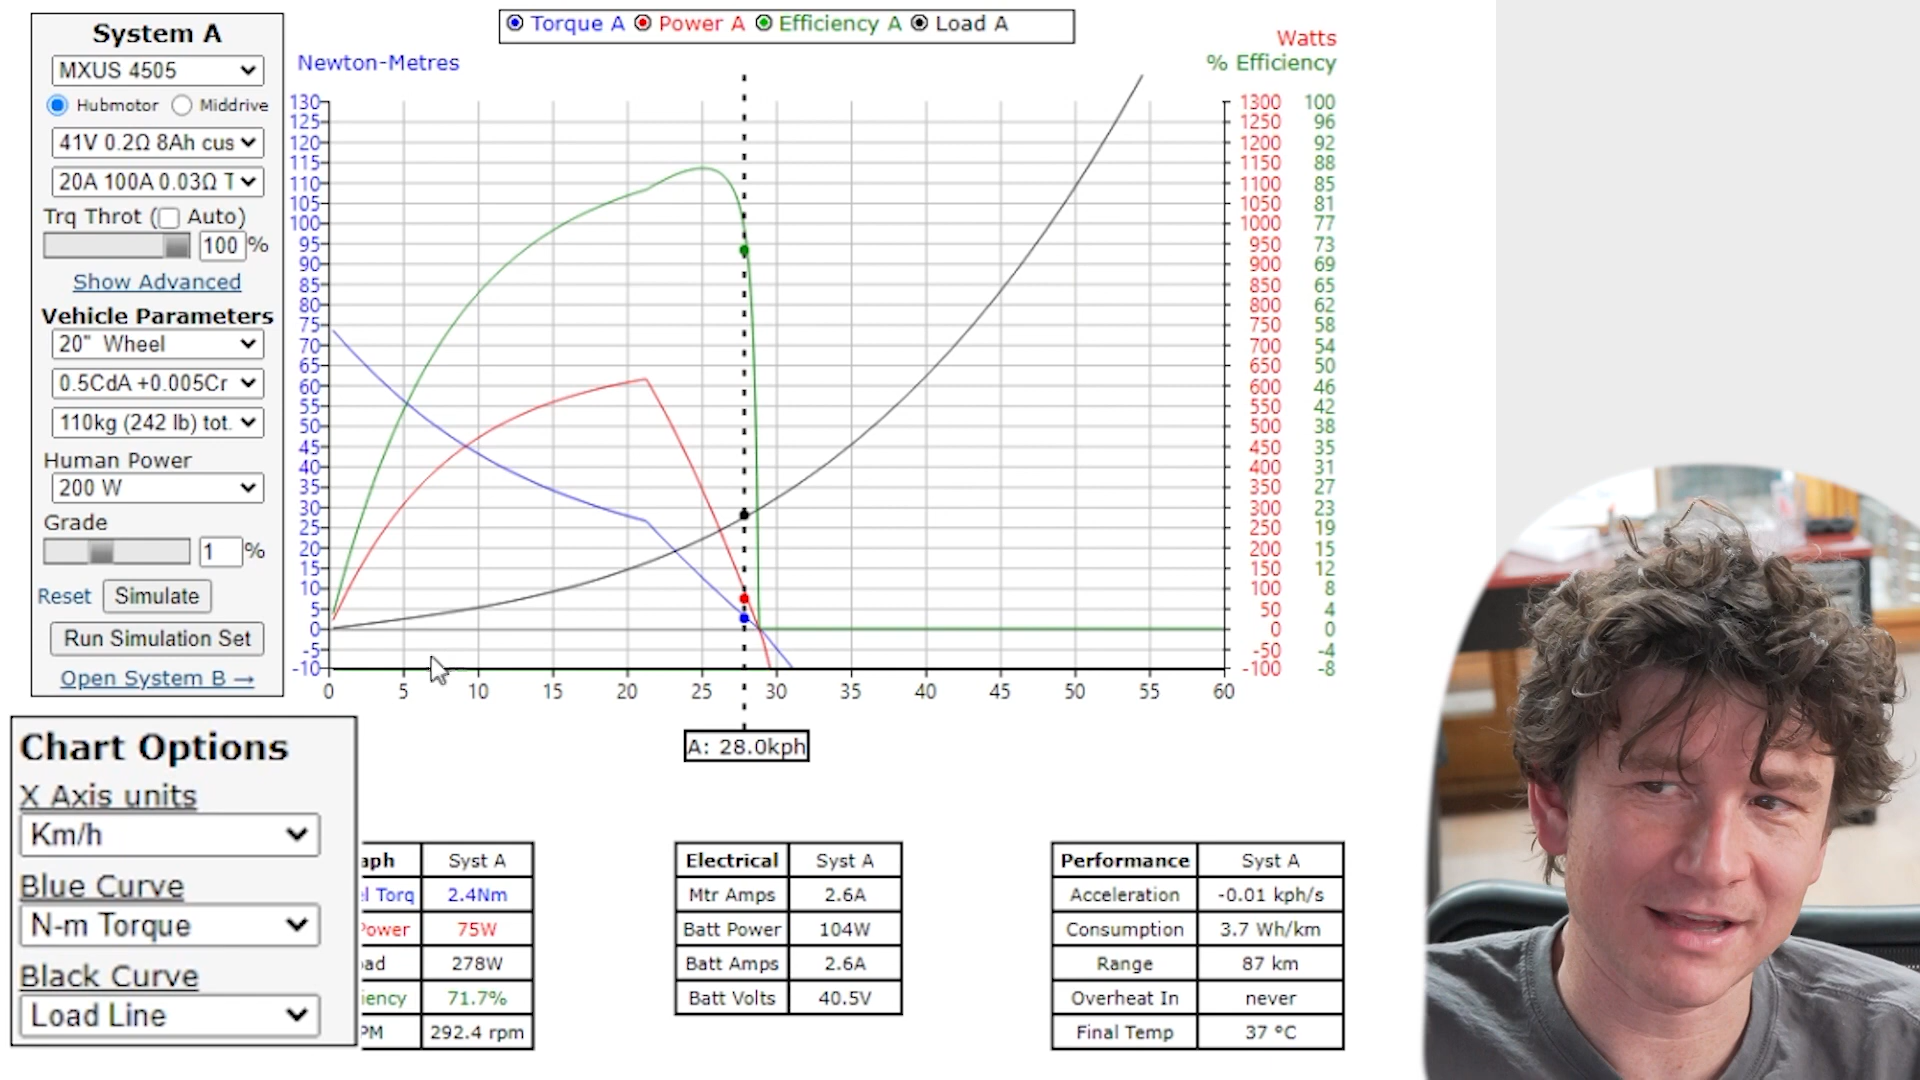 System A
MXUS 4505
Hubmotor Middrive
41V 0.2Ω 8Ah cus
20A 100A 0.03Ω T
Trq Throt ( Auto)
100 %
Show Advanced
Vehicle Parameters
20" Wheel
0.5CdA +0.005Cr
110kg (242 lb) tot.
Human Power
200 W
Grade
1 %
Reset Simulate
Run Simulation Set
Open System B →
Torque A Power A Efficiency A Load A
Newton-Metres
Watts
% Efficiency
130 1300 100
125 1250 96
120 1200 92
115 1150 88
110 1100 85
105 1050 81
100 1000 77
95 950 73
90 900 69
85 850 65
80 800 62
75 750 58
70 700 54
65 650 50
60 600 46
55 550 42
50 500 38
45 450 35
40 400 31
35 350 27
30 300 23
25 250 19
20 200 15
15 150 12
10 100 8
5 50 4
0 0 0
-5 -50 -4
-10 -100 -8
0 5 10 15 20 25 30 35 40 45 50 55 60
A: 28.0kph
Chart Options
X Axis units
Km/h
Blue Curve
N-m Torque
Black Curve
Load Line
aph Syst A
el Torq 2.4Nm
Power 75W
ad 278W
iency 71.7%
PM 292.4 rpm
Electrical Syst A
Mtr Amps 2.6A
Batt Power 104W
Batt Amps 2.6A
Batt Volts 40.5V
Performance Syst A
Acceleration -0.01 kph/s
Consumption 3.7 Wh/km
Range 87 km
Overheat In never
Final Temp 37 °C